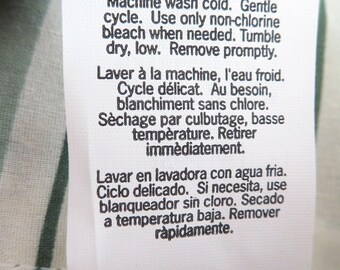 Machine wash cold. Gentle
cycle. Use only non-chlorine
bleach when needed. Tumble
dry, low. Remove promptly.
Laver à la machine, l'eau froid.
Cycle délicat. Au besoin,
blanchiment sans chlore.
Sèchage par culbutage, basse
tempèrature. Retirer
immèdiatement.
Lavar en lavadora con agua fria.
Ciclo delicado. Si necesita, use
blanqueador sin cloro. Secado
a temperatura baja. Remover
ràpidamente.